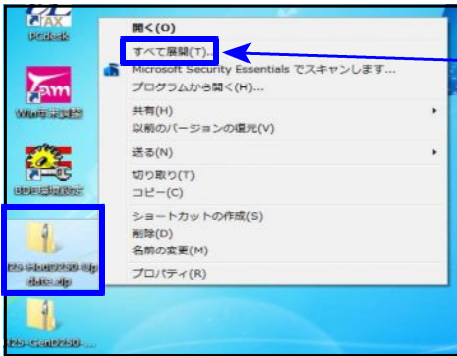 PCdesk
開く(O)
すべて展開(T)...
Microsoft Security Essentials でスキャンします...
プログラムから開く(H)...
共有(H)
以前のバージョンの復元(V)
送る(N)
切り取り(T)
コピー(C)
ショートカットの作成(S)
削除(D)
名前の変更(M)
プロパティ(R)